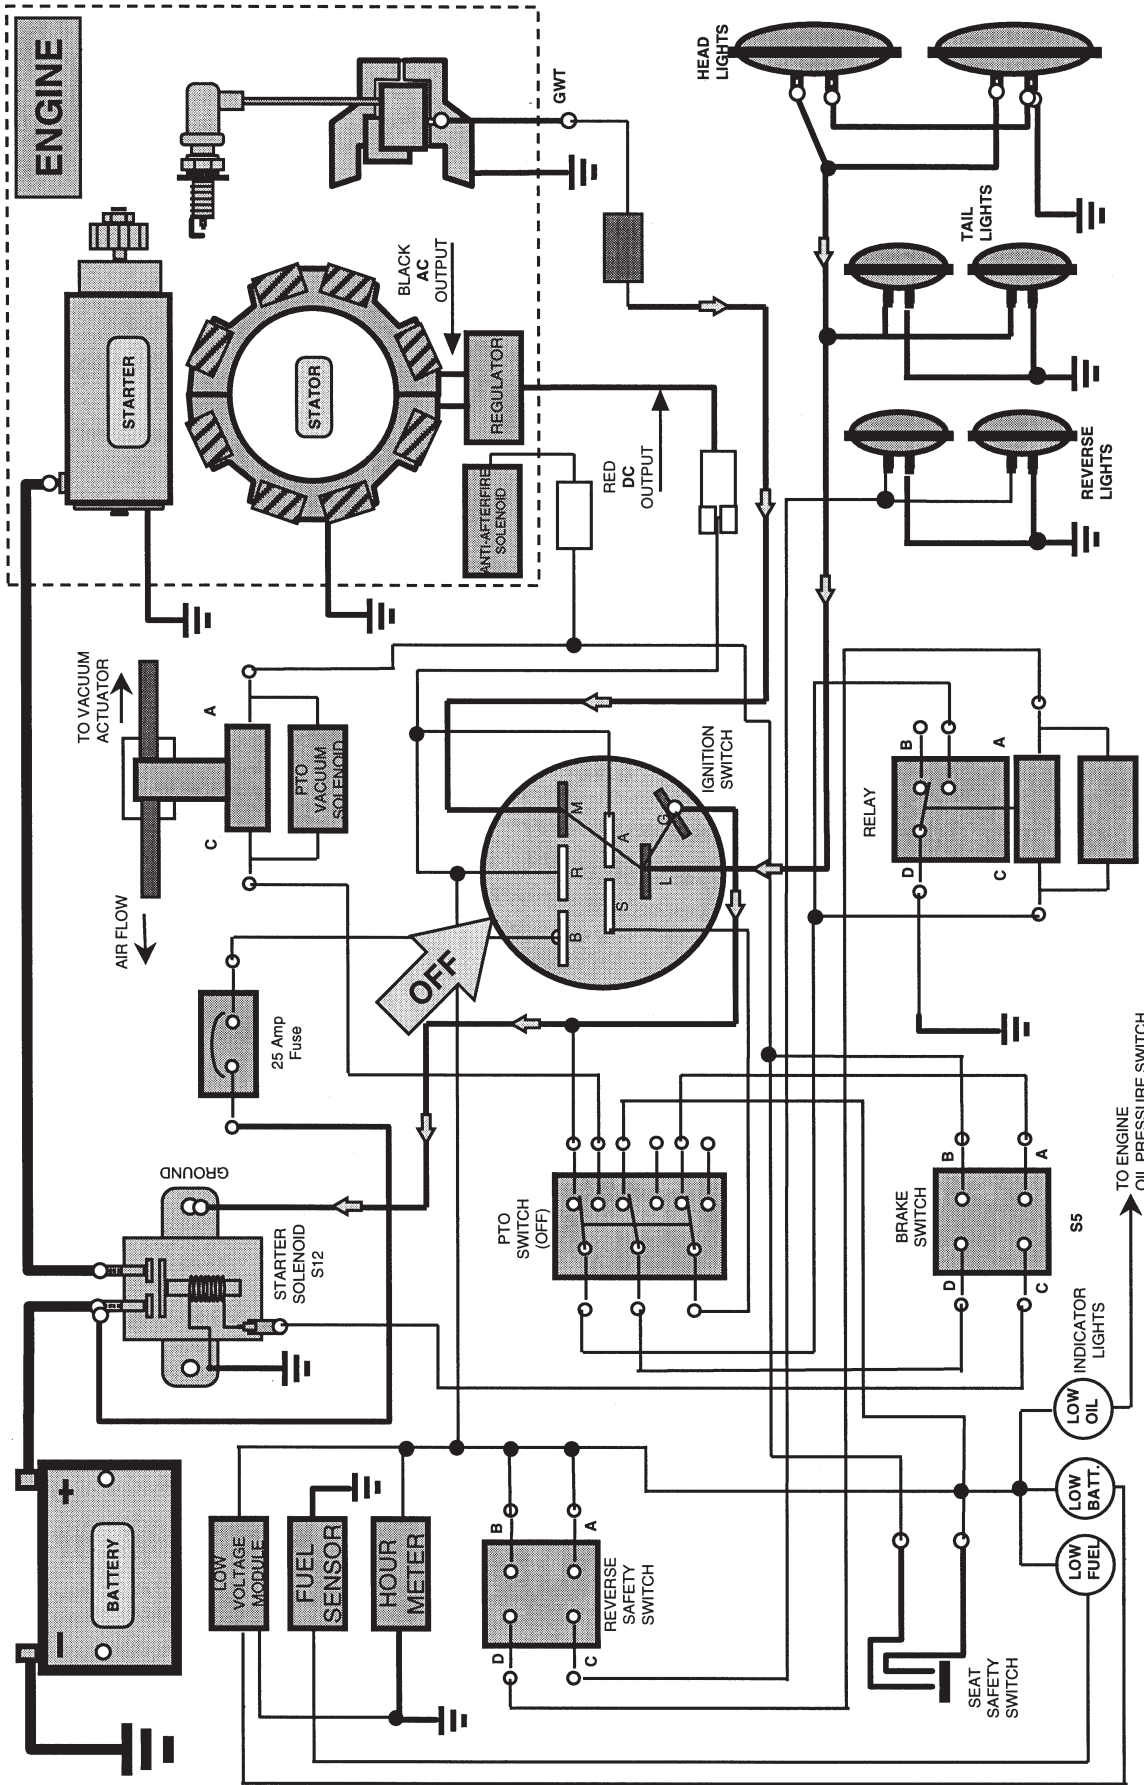 ENGINE
HEAD
LIGHTS
GWT
STARTER
BLACK
AC
OUTPUT
TAIL
LIGHTS
STATOR
REGULATOR
ANTI-AFTERFIRE
SOLENOID
RED
DC
OUTPUT
REVERSE
LIGHTS
TO VACUUM
ACTUATOR
A
C
PTO
VACUUM
SOLENOID
AIR FLOW
IGNITION
SWITCH
M
G
A
R
L
S
B
OFF
RELAY
B
A
D
C
25 Amp
Fuse
GROUND
STARTER
SOLENOID
S12
PTO
SWITCH
(OFF)
BRAKE
SWITCH
B
A
D
C
S5
TO ENGINE
OIL PRESSURE SWITCH
INDICATOR
LIGHTS
LOW
OIL
LOW
BATT.
LOW
FUEL
BATTERY
+
−
LOW
VOLTAGE
MODULE
FUEL
SENSOR
HOUR
METER
B
A
D
C
REVERSE
SAFETY
SWITCH
SEAT
SAFETY
SWITCH